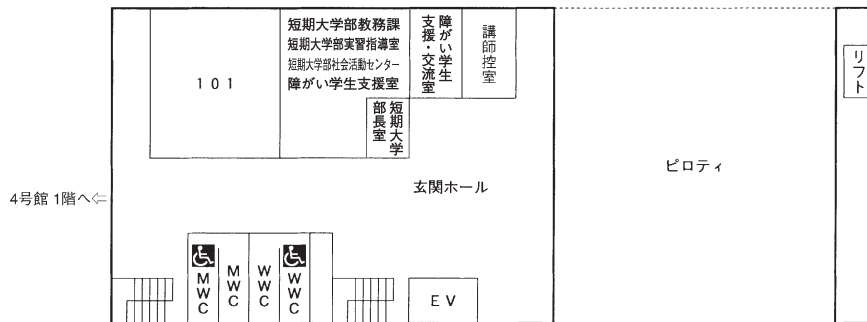 短期大学部教務課
短期大学部実習指導室
短期大学部社会活動センター
障がい学生支援室
障がい学生
支援・交流室
講師控室
リフト
101
短期大学
部長室
ピロティ
玄関ホール
4号館 1階へ⇦
MWC
MWC
WWC
WWC
EV